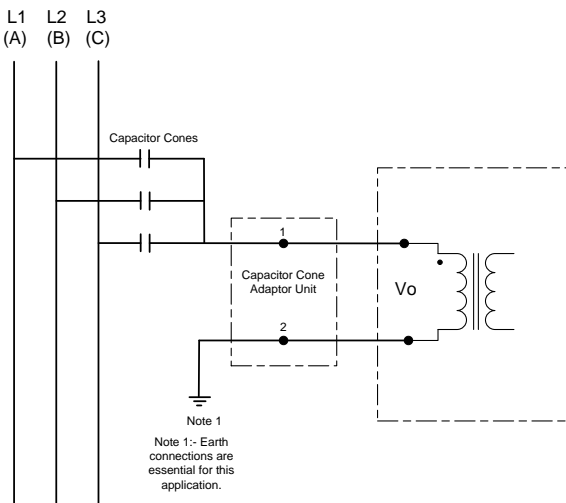 L1 L2 L3
(A) (B) (C)
Capacitor Cones
1
Capacitor Cone
Adaptor Unit
Vo
2
Note 1
Note 1:- Earth
connections are
essential for this
application.